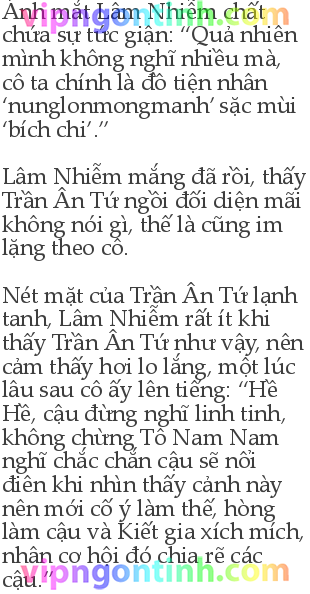 Ánh mắt Lâm Nhiễm chất
chứa sự tức giận: “Quả nhiên
mình không nghĩ nhiều mà,
cô ta chính là đồ tiện nhân
‘nunglonmongmanh’ sặc mùi
‘bích chi’.”
Lâm Nhiễm mắng đã rồi, thấy
Trần Ân Tứ ngồi đối diện mãi
không nói gì, thế là cũng im
lặng theo cô.
Nét mặt của Trần Ân Tứ lạnh
tanh, Lâm Nhiễm rất ít khi
thấy Trần Ân Tứ như vậy, nên
cảm thấy hơi lo lắng, một lúc
lâu sau cô ấy lên tiếng: “Hề
Hề, cậu đừng nghĩ linh tinh,
không chừng Tô Nam Nam
nghĩ chắc chắn cậu sẽ nổi
điên khi nhìn thấy cảnh này
nên mới cố ý làm thế, hòng
làm cậu và Kiết gia xích mích,
nhân cơ hội đó chia rẽ các
cậu.”
vipngontinh.com
vipngontinh.com